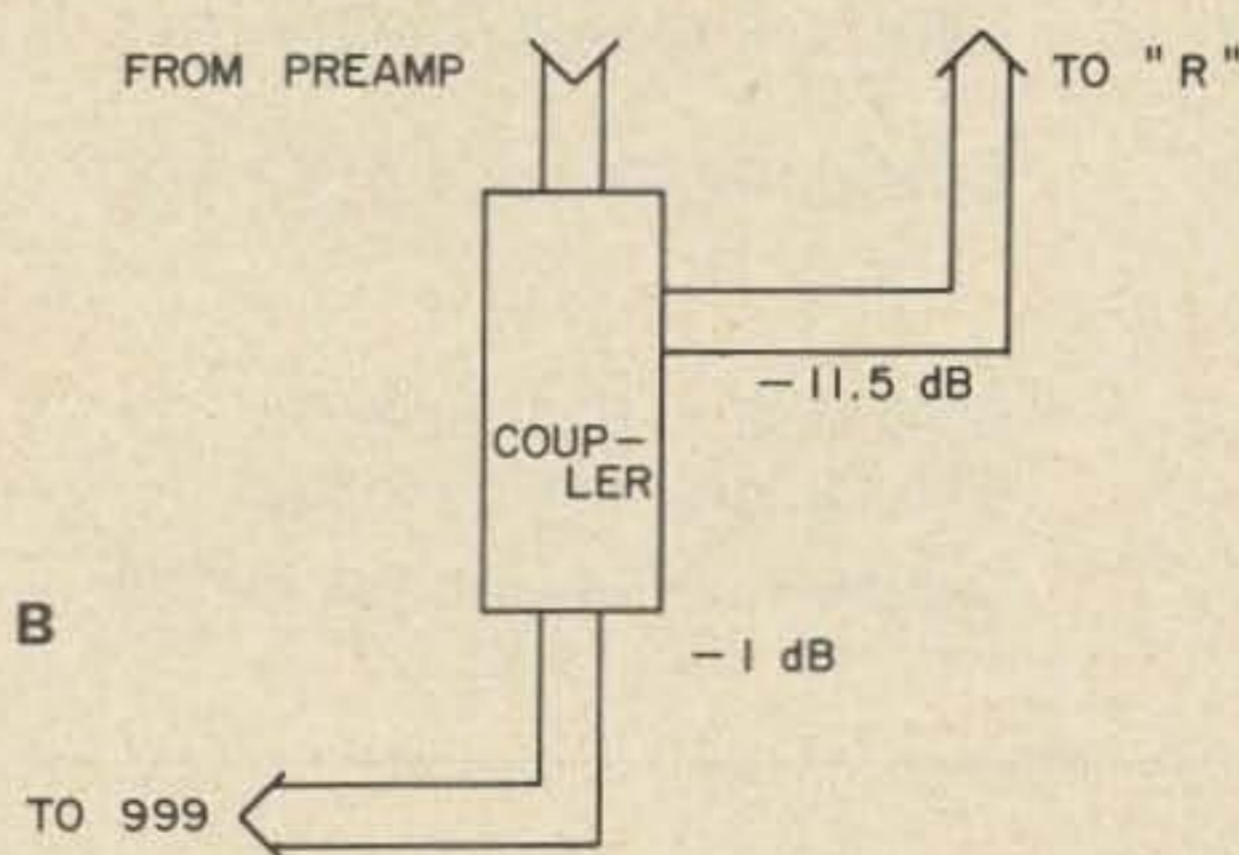 FROM PREAMP
TO "R"
-11.5 dB
COUP-
LER
B
-1 dB
TO 999